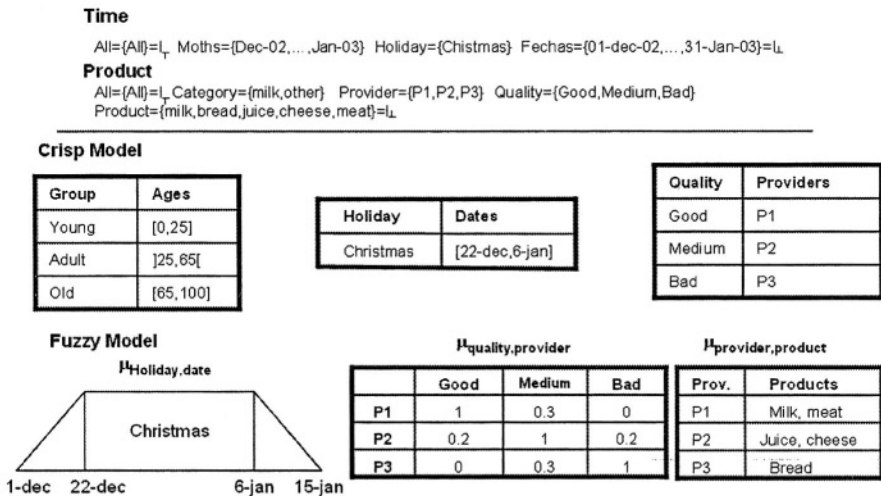 Time
All={All}=l┬ Moths={Dec-02,...,Jan-03} Holiday={Chistmas} Fechas={01-dec-02,...,31-Jan-03}=l⊥
Product
All={All}=l┬ Category={milk,other} Provider={P1,P2,P3} Quality={Good,Medium,Bad}
Product={milk,bread,juice,cheese,meat}=l⊥
Crisp Model
Group Ages
Young [0,25]
Adult ]25,65[
Old [65,100]
Holiday Dates
Christmas [22-dec,6-jan]
Quality Providers
Good P1
Medium P2
Bad P3
Fuzzy Model
μHoliday,date
Christmas
1-dec 22-dec 6-jan 15-jan
μquality,provider
Good Medium Bad
P1 1 0.3 0
P2 0.2 1 0.2
P3 0 0.3 1
μprovider,product
Prov. Products
P1 Milk, meat
P2 Juice, cheese
P3 Bread